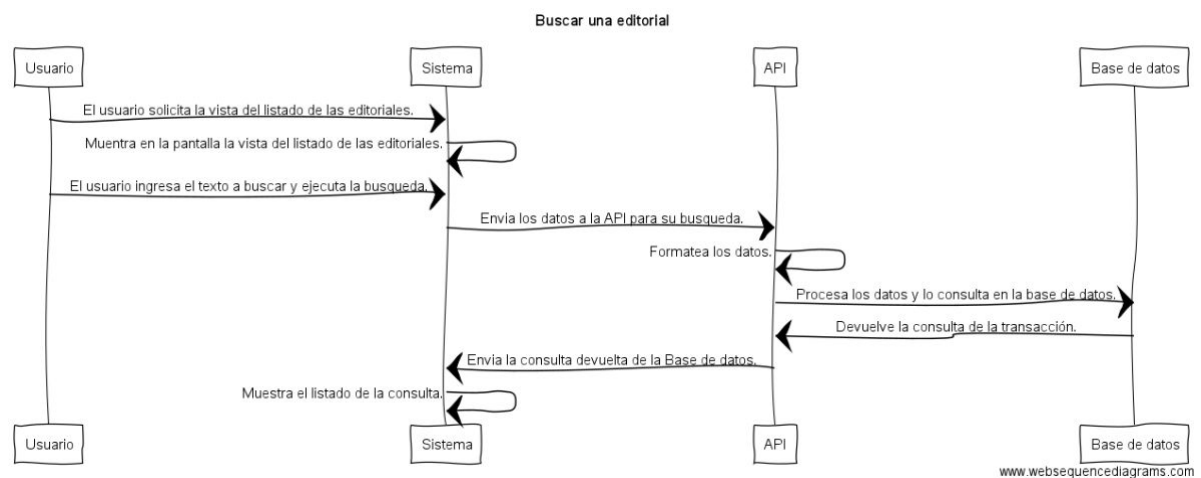 Buscar una editorial
Usuario
Sistema
API
Base de datos
El usuario solicita la vista del listado de las editoriales.
Muentra en la pantalla la vista del listado de las editoriales.
El usuario ingresa el texto a buscar y ejecuta la busqueda.
Envia los datos a la API para su busqueda.
Formatea los datos.
Procesa los datos y lo consulta en la base de datos.
Devuelve la consulta de la transacción.
Envia la consulta devuelta de la Base de datos.
Muestra el listado de la consulta.
Usuario
Sistema
API
Base de datos
www.websequencediagrams.com